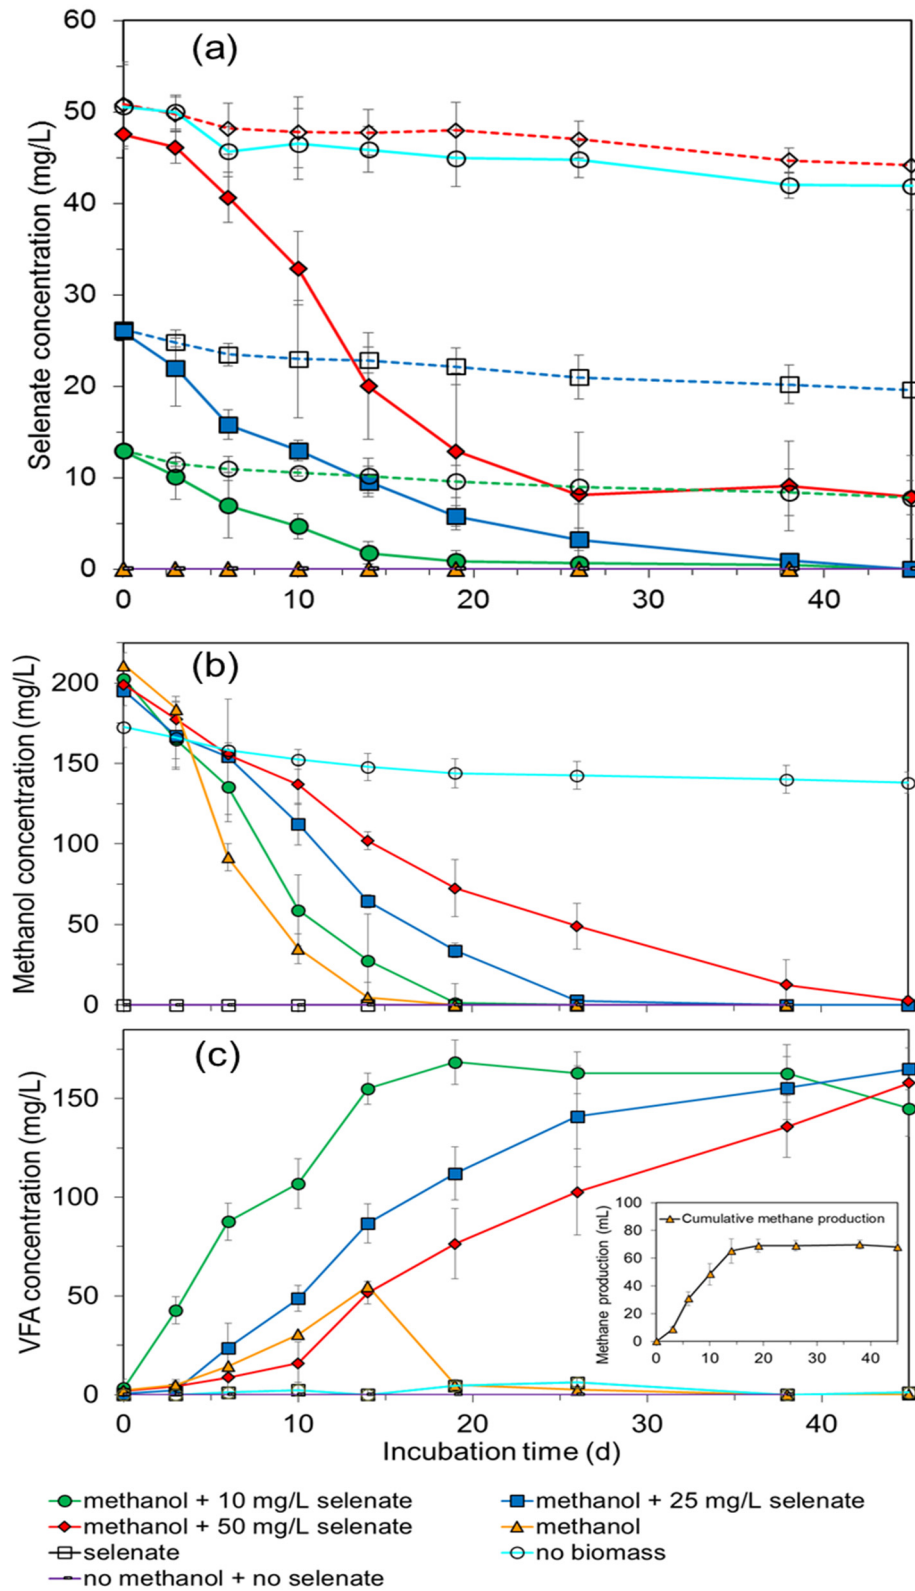 (a)
Selenate concentration (mg/L)
60
50
40
30
20
10
0
0 10 20 30 40
(b)
Methanol concentration (mg/L)
200
150
100
50
0
(c)
VFA concentration (mg/L)
150
100
50
0
Cumulative methane production
Methane production (mL)
100
80
60
40
20
0
0 10 20 30 40
0 10 20 30 40
Incubation time (d)
methanol + 10 mg/L selenate
methanol + 25 mg/L selenate
methanol + 50 mg/L selenate
methanol
selenate
no biomass
no methanol + no selenate